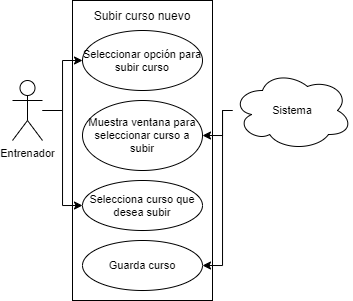 Subir curso nuevo
Seleccionar opción para
subir curso
Muestra ventana para
seleccionar curso a
subir
Sistema
Entrenador
Selecciona curso que
desea subir
Guarda curso